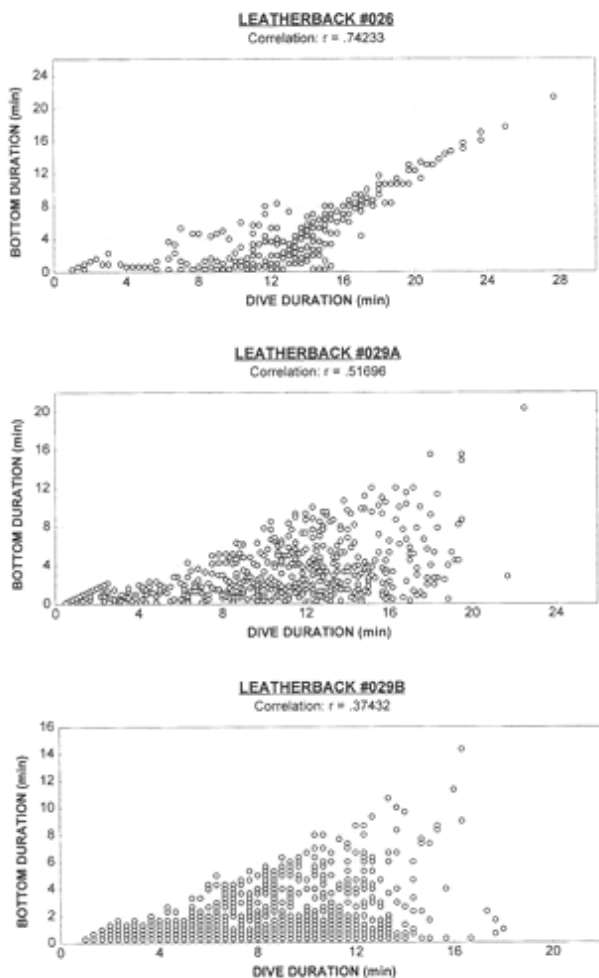 LEATHERBACK #026
Correlation: r = .74233
BOTTOM DURATION (min)
24
20
16
12
8
4
0
0 4 8 12 16 20 24 28
DIVE DURATION (min)
LEATHERBACK #029A
Correlation: r = .51696
BOTTOM DURATION (min)
20
16
12
8
4
0
0 4 8 12 16 20 24
DIVE DURATION (min)
LEATHERBACK #029B
Correlation: r = .37432
BOTTOM DURATION (min)
16
14
12
10
8
6
4
2
0
0 4 8 12 16 20
DIVE DURATION (min)